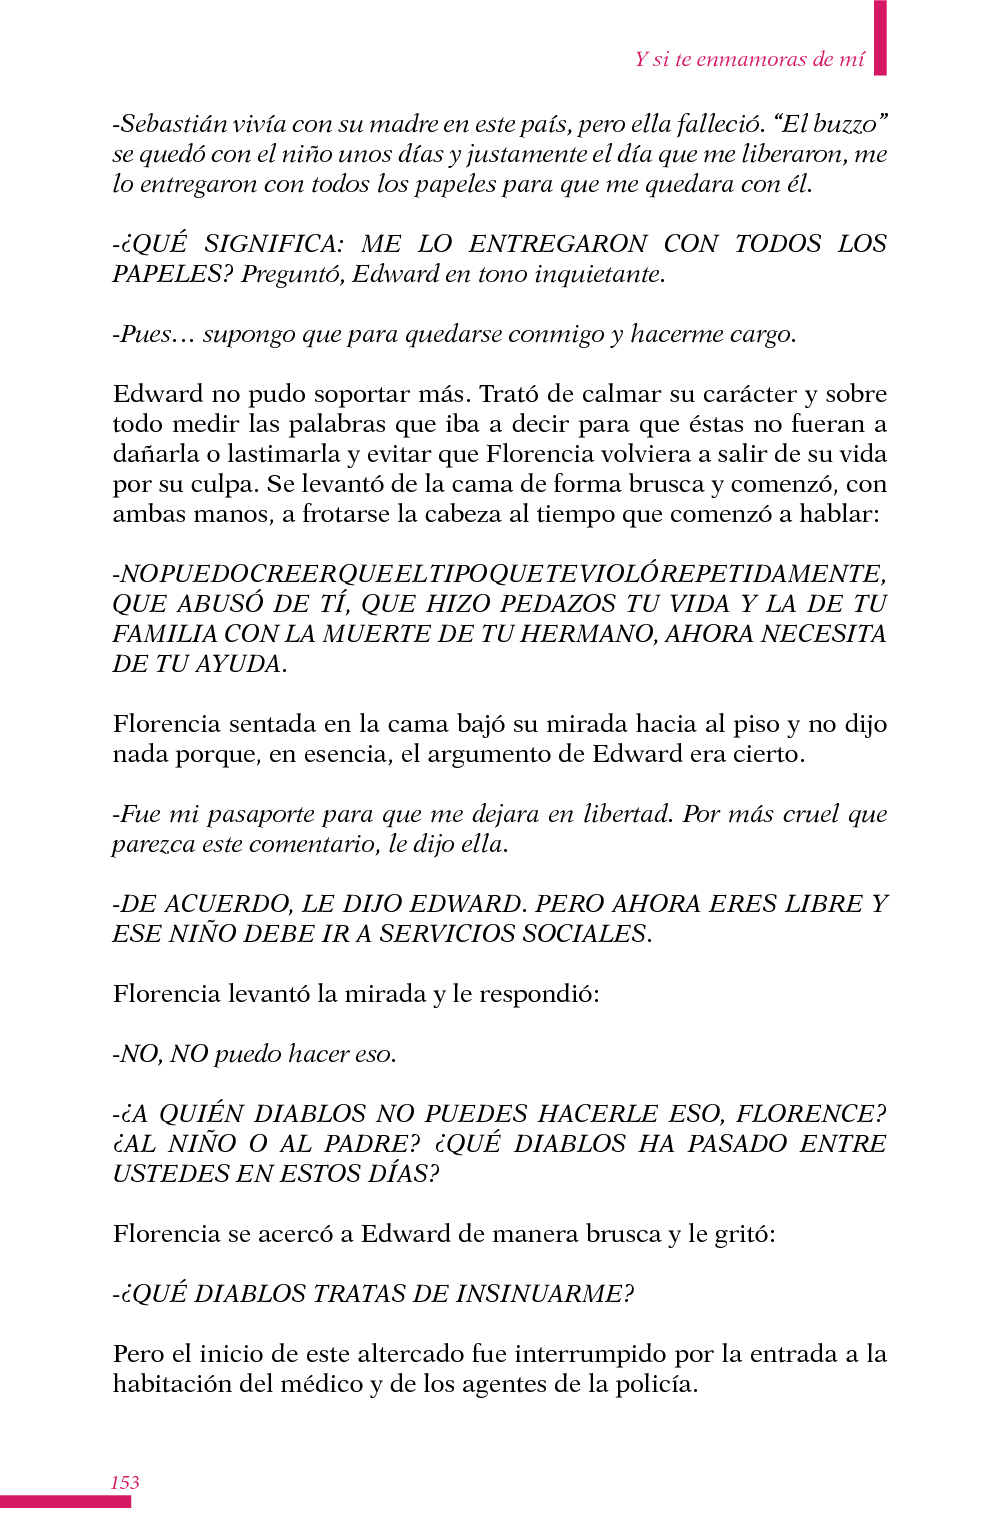 Y si te enmamoras de mí
-Sebastián vivía con su madre en este país, pero ella falleció. “El buzzo”
se quedó con el niño unos días y justamente el día que me liberaron, me
lo entregaron con todos los papeles para que me quedara con él.
-¿QUÉ SIGNIFICA: ME LO ENTREGARON CON TODOS LOS
PAPELES? Preguntó, Edward en tono inquietante.
-Pues… supongo que para quedarse conmigo y hacerme cargo.
Edward no pudo soportar más. Trató de calmar su carácter y sobre
todo medir las palabras que iba a decir para que éstas no fueran a
dañarla o lastimarla y evitar que Florencia volviera a salir de su vida
por su culpa. Se levantó de la cama de forma brusca y comenzó, con
ambas manos, a frotarse la cabeza al tiempo que comenzó a hablar:
-NO PUEDO CREER QUE EL TIPO QUE TE VIOLÓ REPETIDAMENTE,
QUE ABUSÓ DE TÍ, QUE HIZO PEDAZOS TU VIDA Y LA DE TU
FAMILIA CON LA MUERTE DE TU HERMANO, AHORA NECESITA
DE TU AYUDA.
Florencia sentada en la cama bajó su mirada hacia al piso y no dijo
nada porque, en esencia, el argumento de Edward era cierto.
-Fue mi pasaporte para que me dejara en libertad. Por más cruel que
parezca este comentario, le dijo ella.
-DE ACUERDO, LE DIJO EDWARD. PERO AHORA ERES LIBRE Y
ESE NIÑO DEBE IR A SERVICIOS SOCIALES.
Florencia levantó la mirada y le respondió:
-NO, NO puedo hacer eso.
-¿A QUIÉN DIABLOS NO PUEDES HACERLE ESO, FLORENCE?
¿AL NIÑO O AL PADRE? ¿QUÉ DIABLOS HA PASADO ENTRE
USTEDES EN ESTOS DÍAS?
Florencia se acercó a Edward de manera brusca y le gritó:
-¿QUÉ DIABLOS TRATAS DE INSINUARME?
Pero el inicio de este altercado fue interrumpido por la entrada a la
habitación del médico y de los agentes de la policía.
153